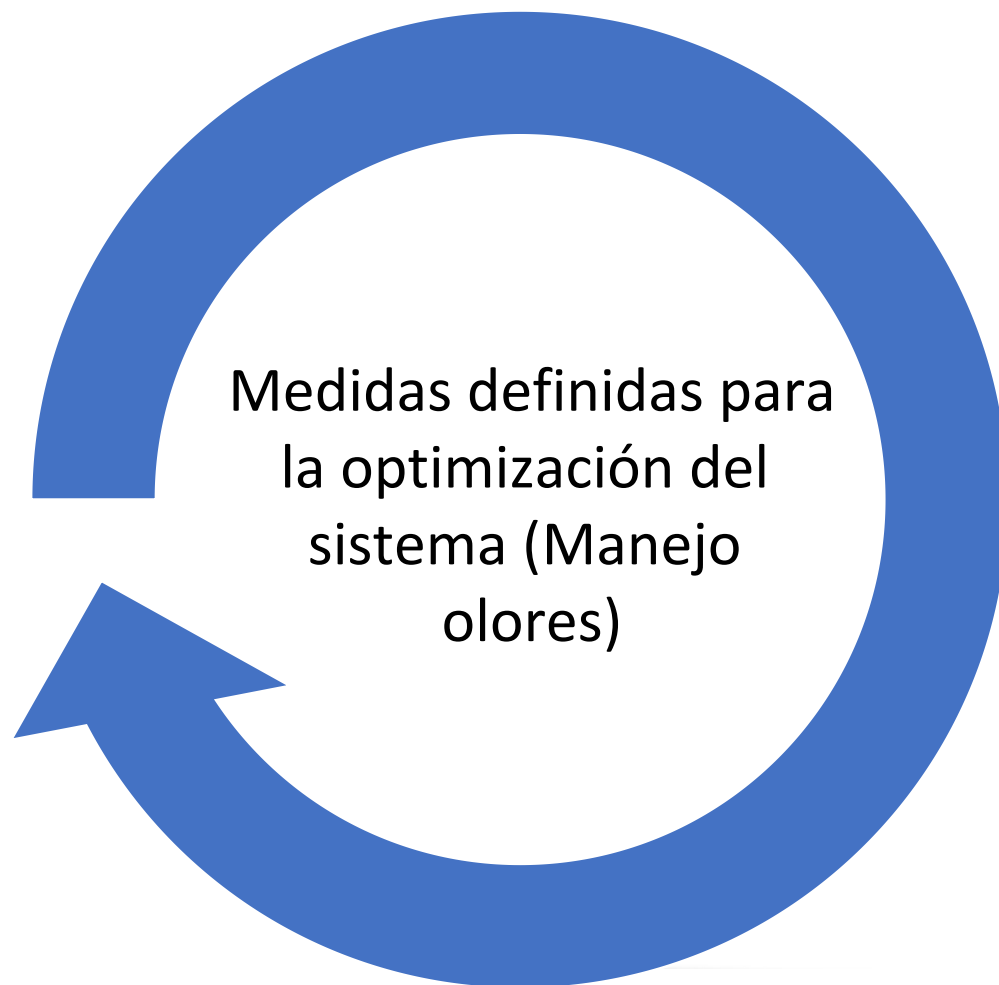 Medidas definidas para
la optimización del
sistema (Manejo
olores)